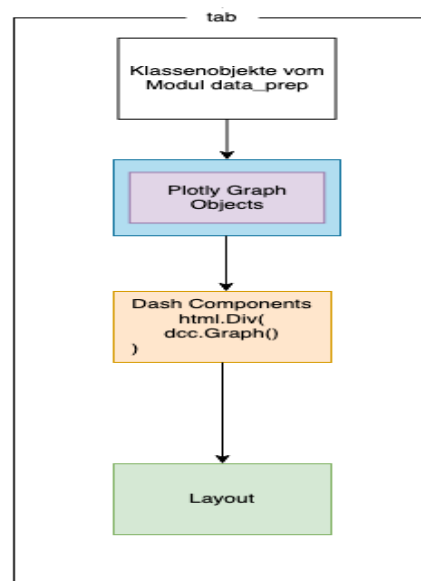 tab
Klassenobjekte vom
Modul data_prep
Plotly Graph
Objects
Dash Components
html.Div(
dcc.Graph()
)
Layout